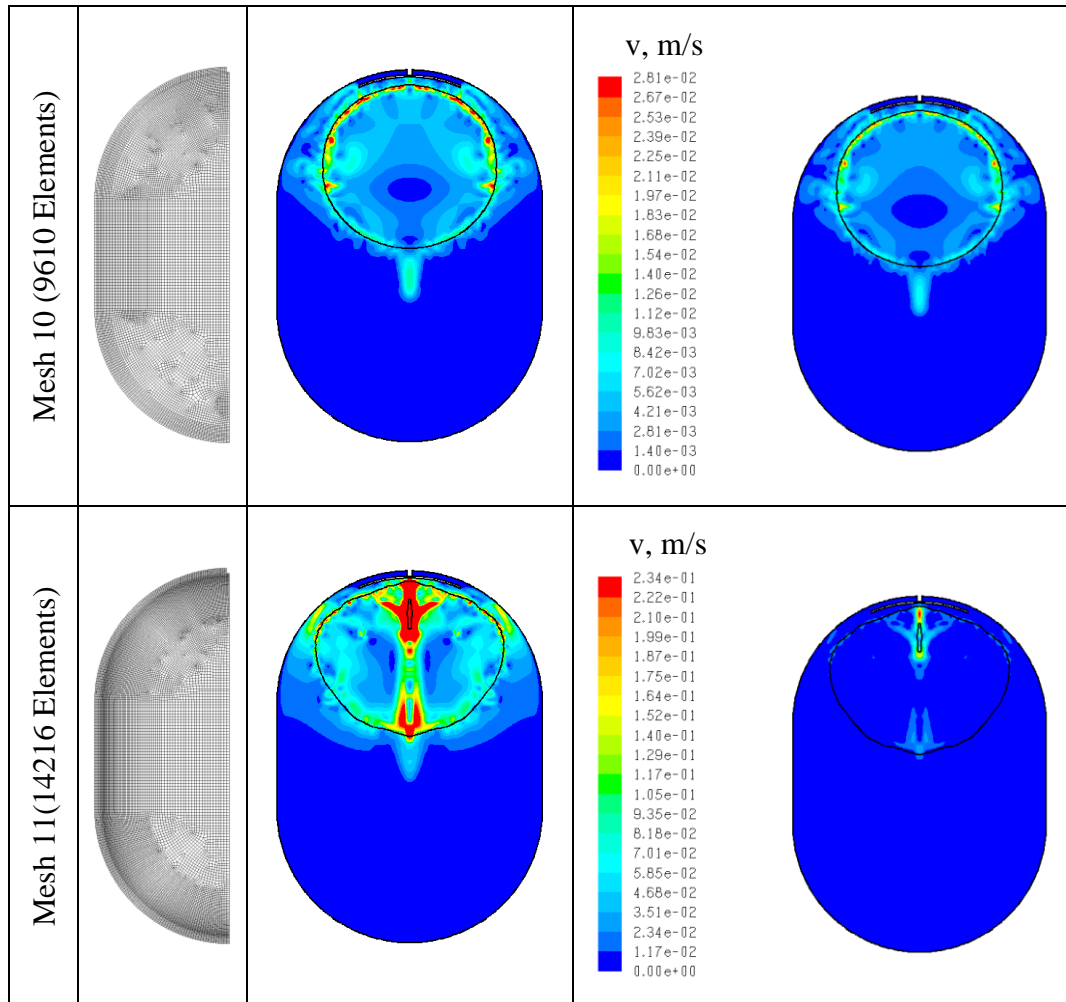 Mesh 10 (9610 Elements)
v, m/s
2.81e-02
2.67e-02
2.53e-02
2.39e-02
2.25e-02
2.11e-02
1.97e-02
1.83e-02
1.68e-02
1.54e-02
1.40e-02
1.26e-02
1.12e-02
9.83e-03
8.42e-03
7.02e-03
5.62e-03
4.21e-03
2.81e-03
1.40e-03
0.00e+00
Mesh 11(14216 Elements)
v, m/s
2.34e-01
2.22e-01
2.10e-01
1.99e-01
1.87e-01
1.75e-01
1.64e-01
1.52e-01
1.40e-01
1.29e-01
1.17e-01
1.05e-01
9.35e-02
8.18e-02
7.01e-02
5.85e-02
4.68e-02
3.51e-02
2.34e-02
1.17e-02
0.00e+00